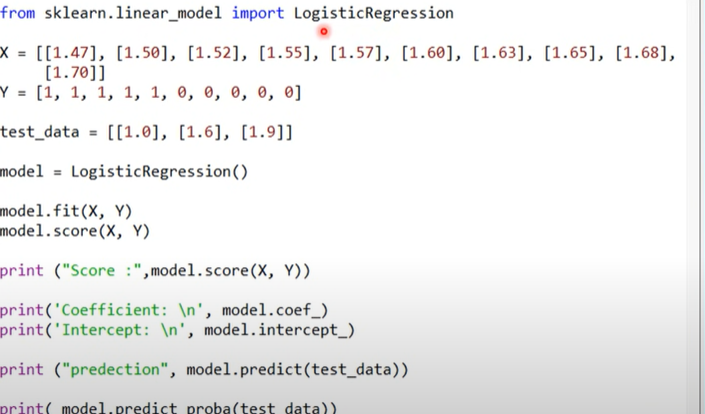 from sklearn.linear_model import LogisticRegression
X = [[1.47], [1.50], [1.52], [1.55], [1.57], [1.60], [1.63], [1.65], [1.68],
[1.70]]
Y = [1, 1, 1, 1, 1, 0, 0, 0, 0, 0]
test_data = [[1.0], [1.6], [1.9]]
model = LogisticRegression()
model.fit(X, Y)
model.score(X, Y)
print ("Score :",model.score(X, Y))
print('Coefficient: \n', model.coef_)
print('Intercept: \n', model.intercept_)
print ("predection", model.predict(test_data))
print( model.predict_proba(test_data))